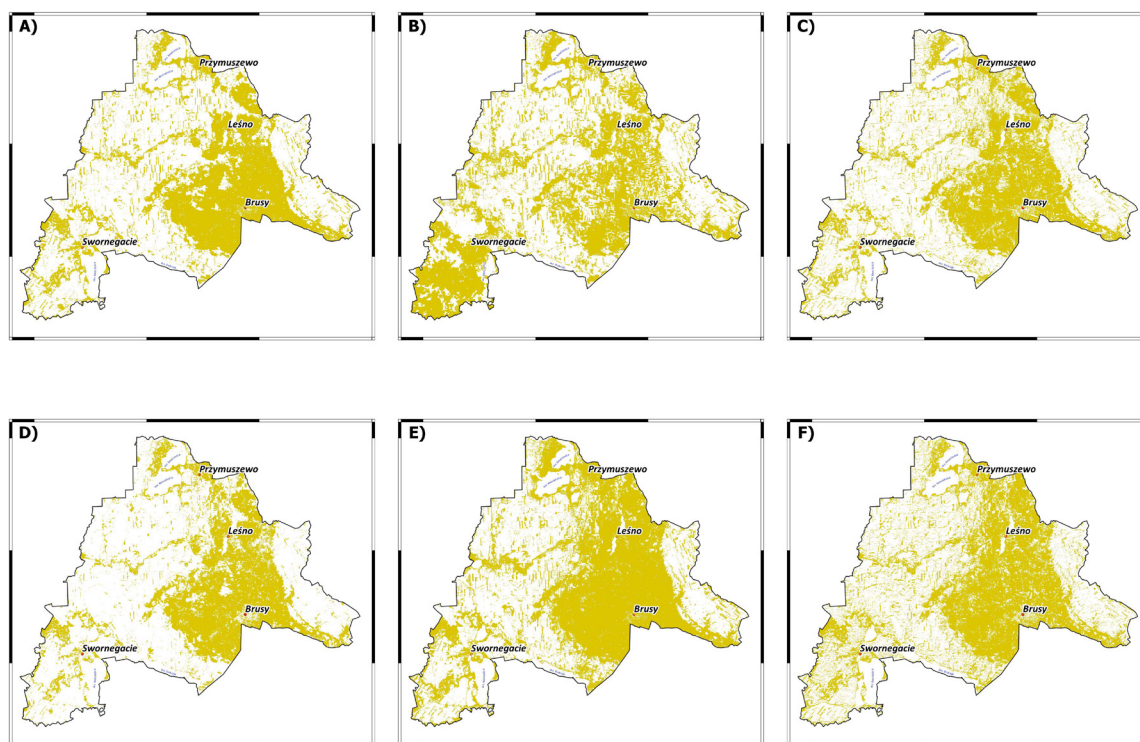 A)
Przymuszewo
Leśno
Brusy
Swornegacie
B)
Przymuszewo
Leśno
Brusy
Swornegacie
C)
Przymuszewo
Leśno
Brusy
Swornegacie
D)
Przymuszewo
Leśno
Brusy
Swornegacie
E)
Przymuszewo
Leśno
Brusy
Swornegacie
F)
Przymuszewo
Leśno
Brusy
Swornegacie